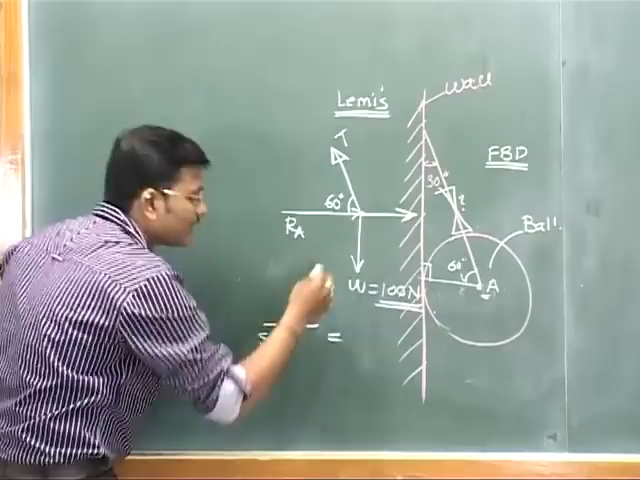 Lemi's
wall
T
FBD
30°
60°
?
RA
Ball.
60°
A
W = 100N
=